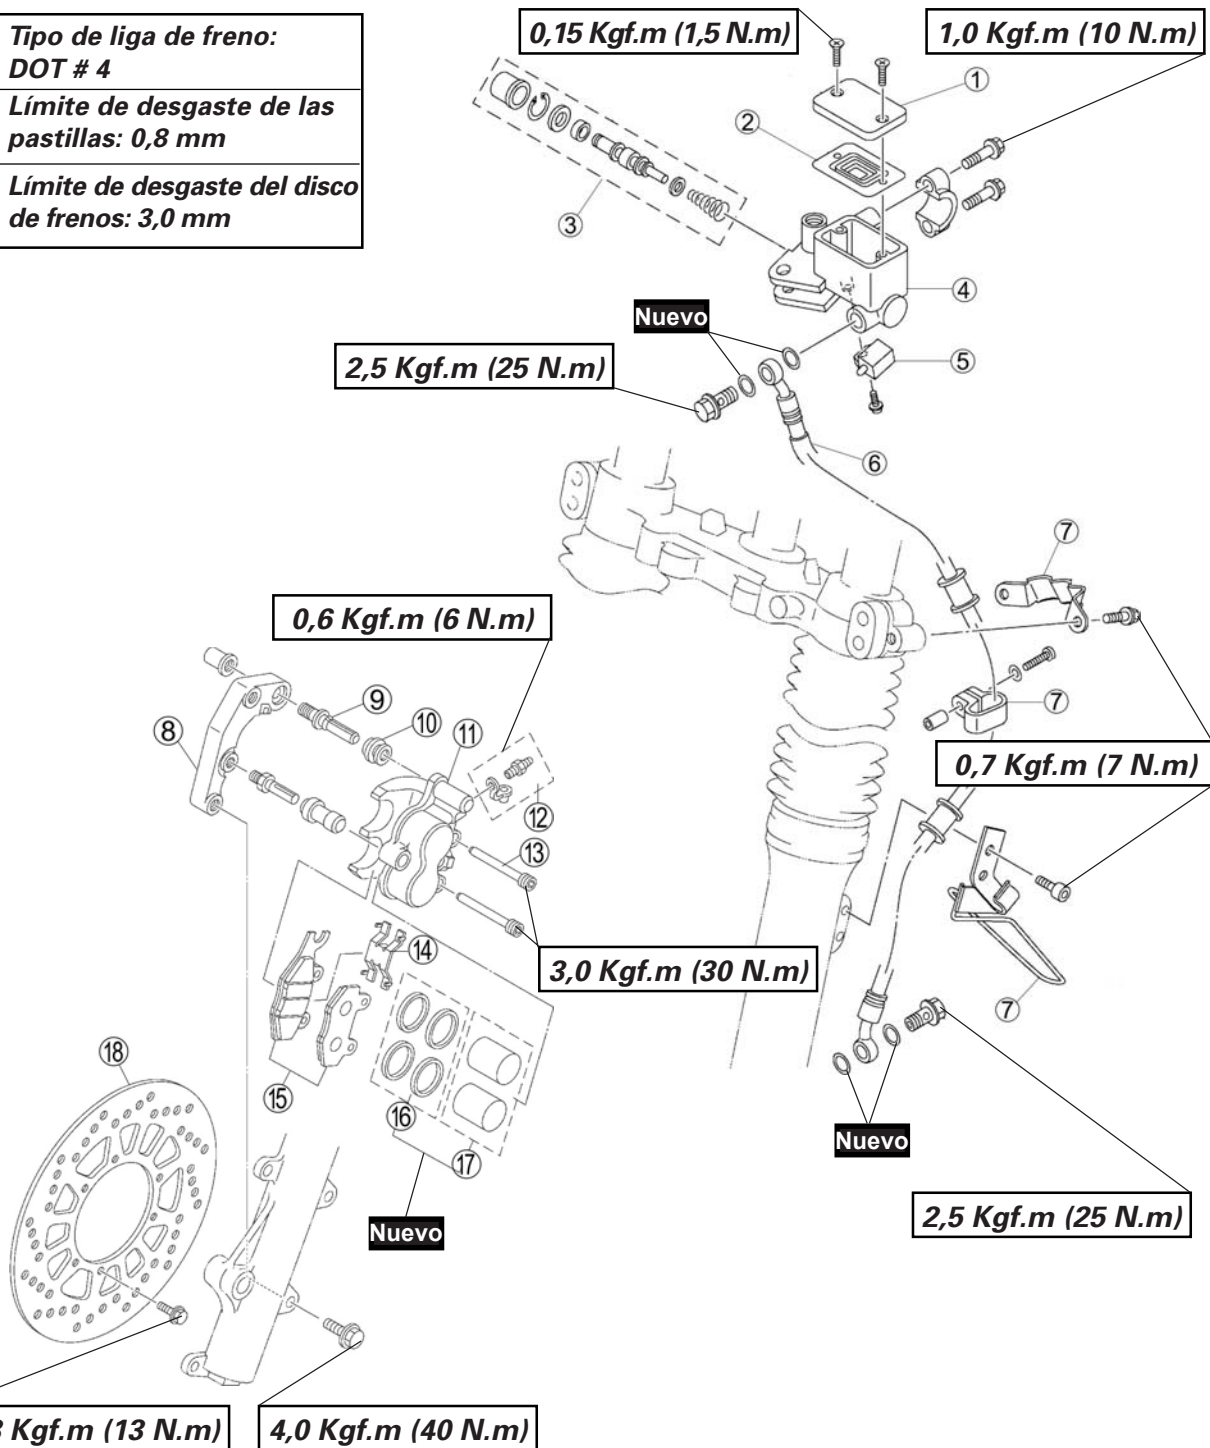 Tipo de liga de freno:
DOT # 4
Límite de desgaste de las
pastillas: 0,8 mm
Límite de desgaste del disco
de frenos: 3,0 mm
0,15 Kgf.m (1,5 N.m)
1,0 Kgf.m (10 N.m)
1
2
3
4
Nuevo
2,5 Kgf.m (25 N.m)
5
6
7
0,6 Kgf.m (6 N.m)
7
8
9
10
11
0,7 Kgf.m (7 N.m)
12
13
14
3,0 Kgf.m (30 N.m)
7
15
16
17
18
Nuevo
Nuevo
2,5 Kgf.m (25 N.m)
Kgf.m (13 N.m)
4,0 Kgf.m (40 N.m)